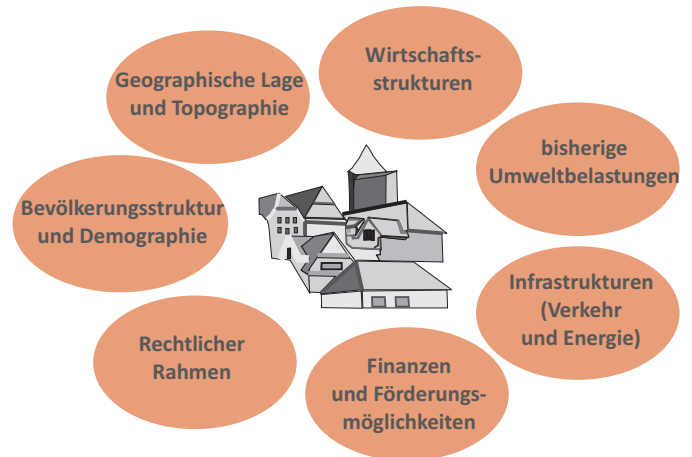 Wirtschafts-
strukturen
Geographische Lage
und Topographie
bisherige
Umweltbelastungen
Bevölkerungsstruktur
und Demographie
Infrastrukturen
(Verkehr
und Energie)
Rechtlicher
Rahmen
Finanzen
und Förderungs-
möglichkeiten